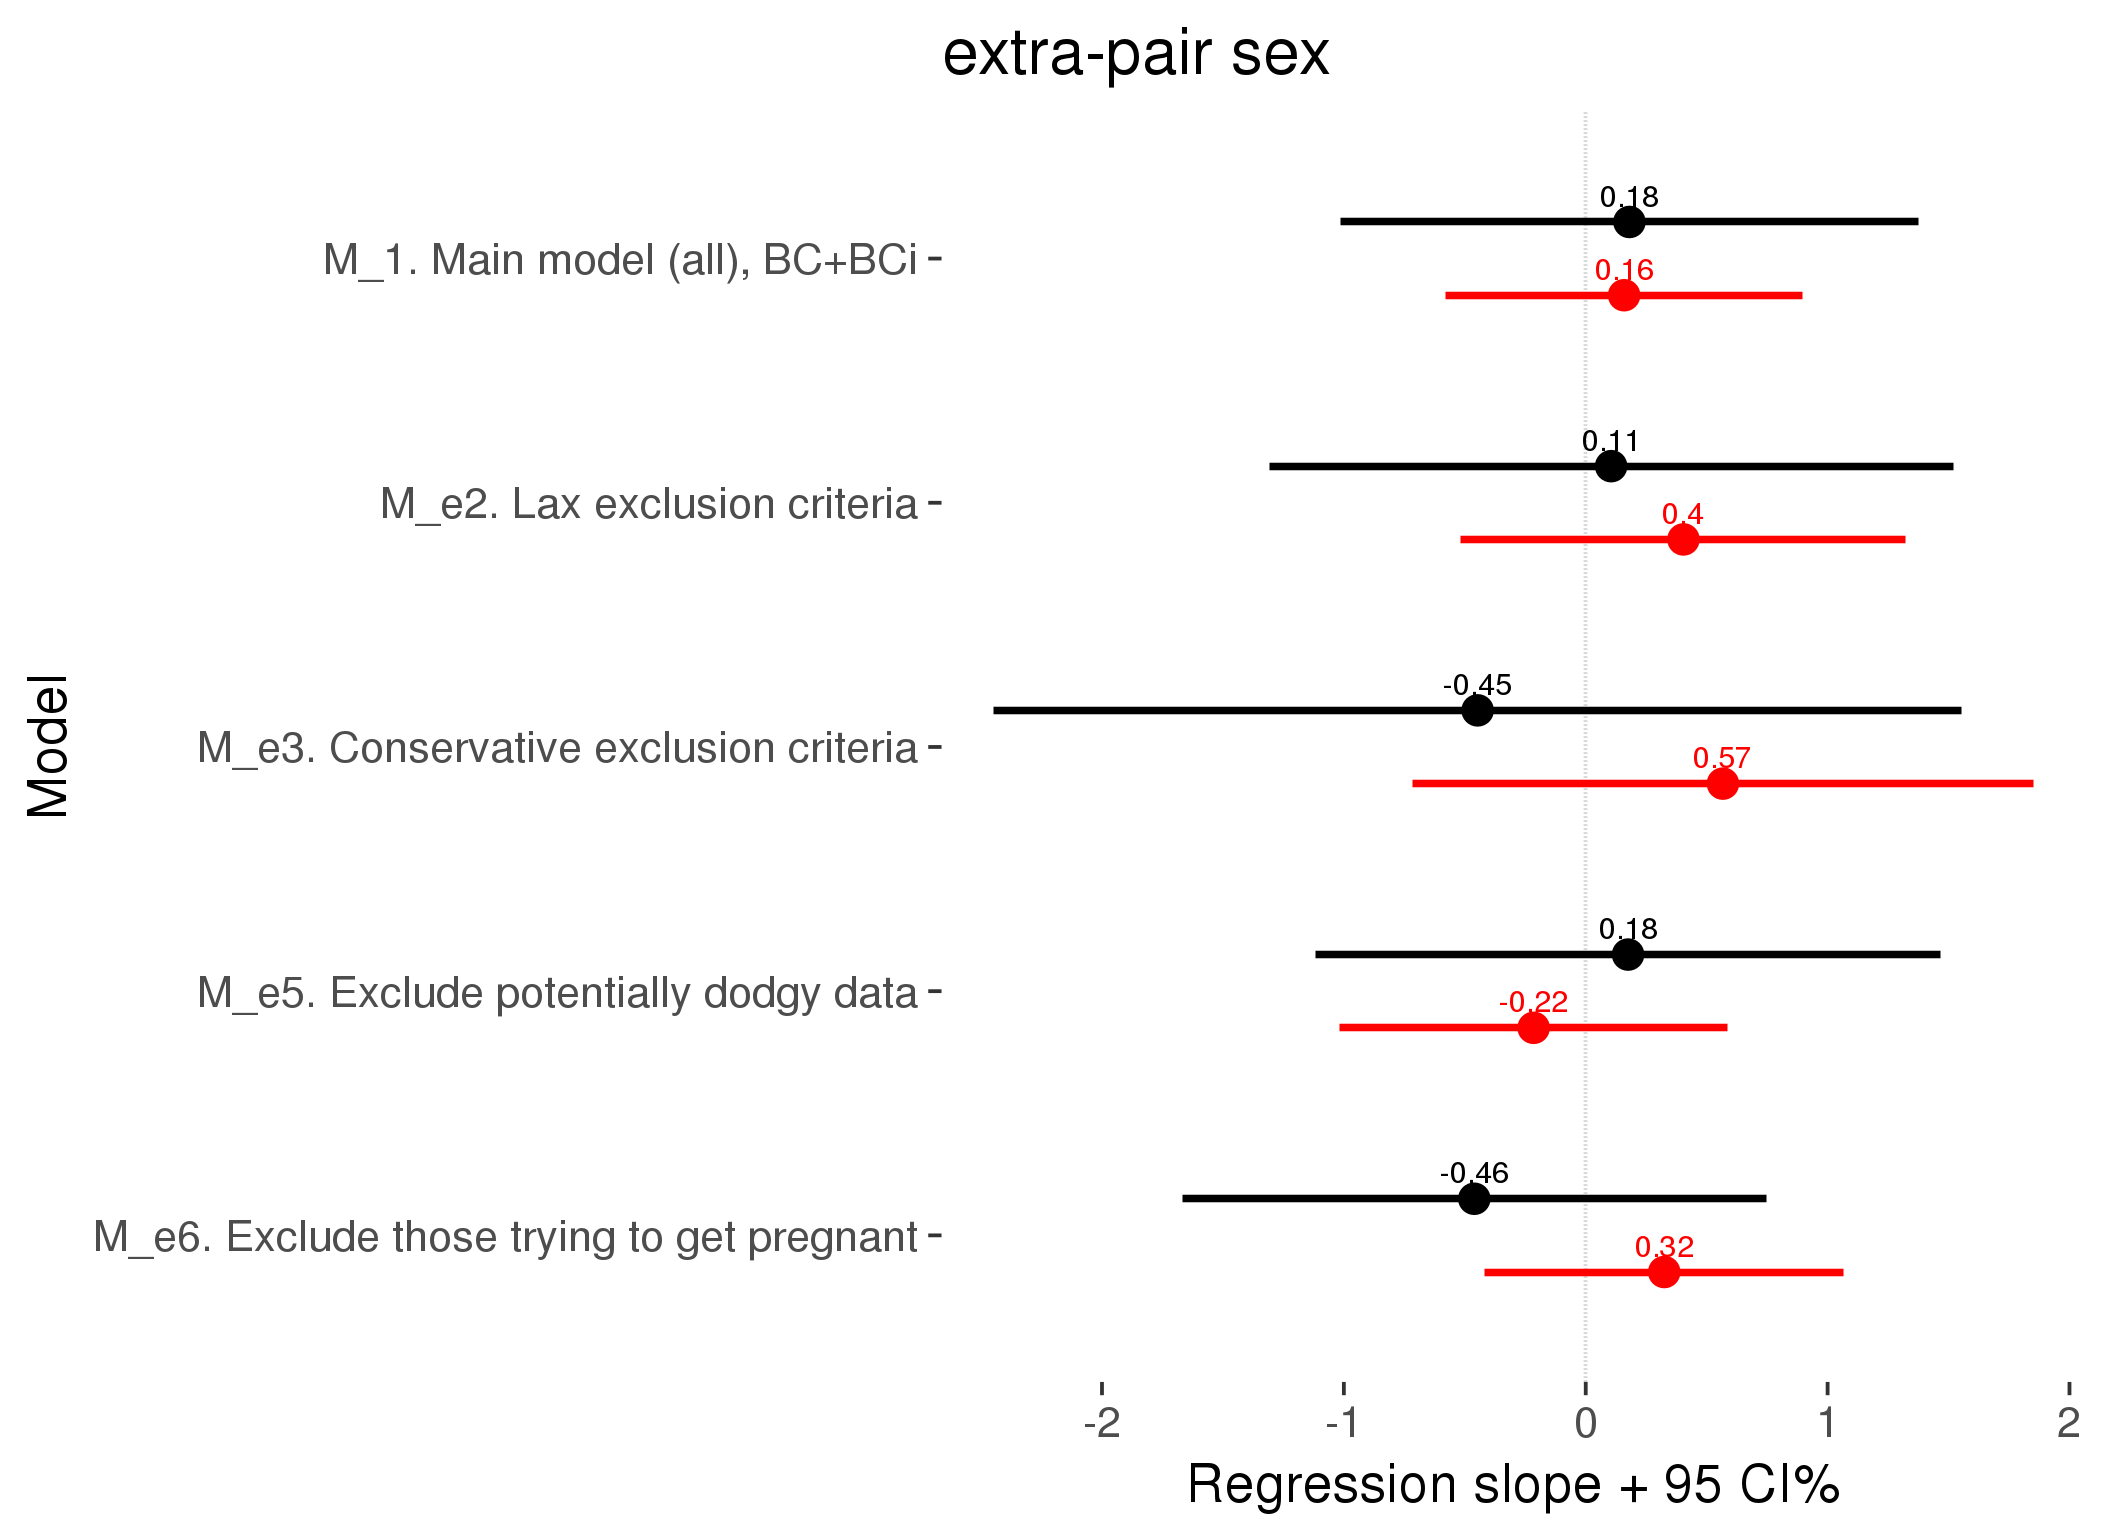 extra-pair sex
0.18
M_1. Main model (all), BC+BCi
0.16
0.11
M_e2. Lax exclusion criteria
0.4
-0.45
M_e3. Conservative exclusion criteria
0.57
Model
0.18
M_e5. Exclude potentially dodgy data
-0.22
-0.46
M_e6. Exclude those trying to get pregnant
0.32
-2 -1 0 1 2
Regression slope + 95 CI%